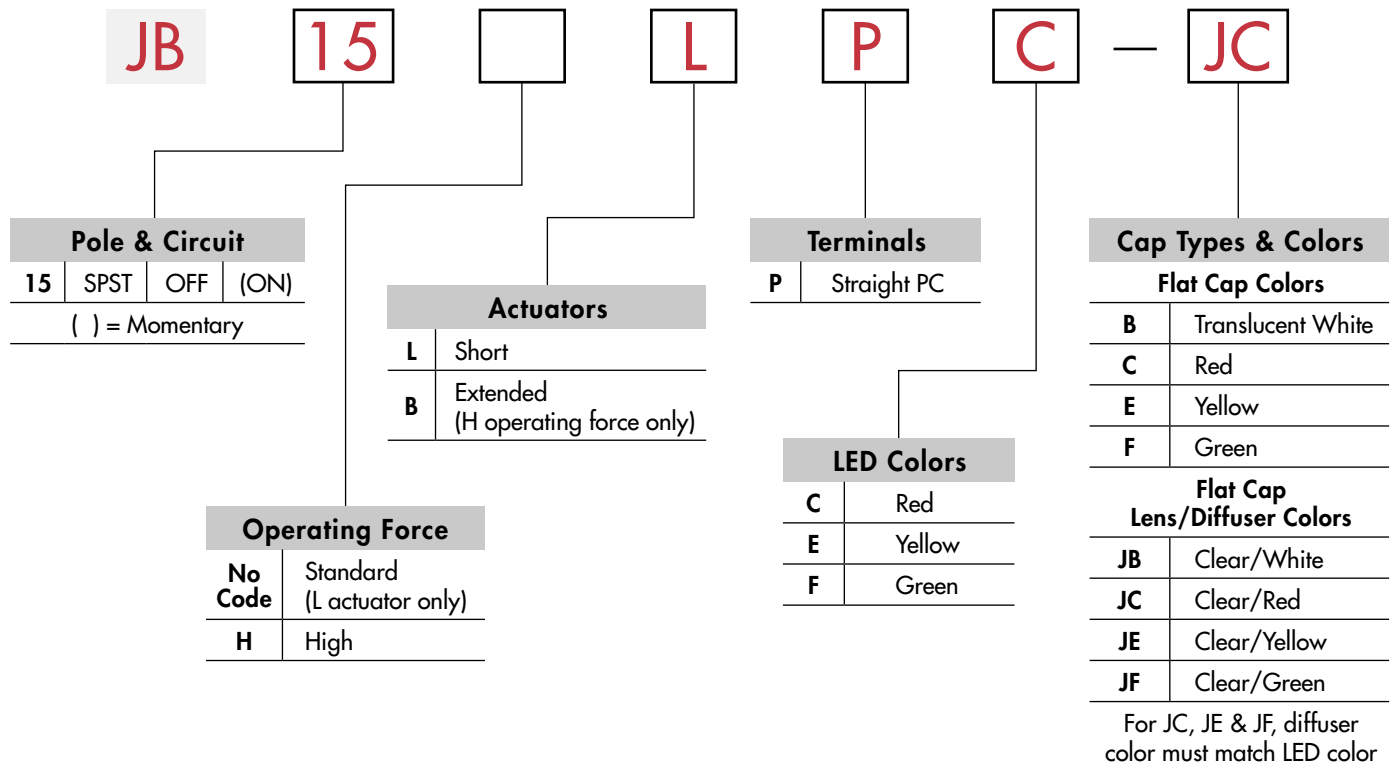 JB 15 L P C — JC
Pole & Circuit
15 SPST OFF (ON)
( ) = Momentary
Operating Force
No Code Standard
(L actuator only)
H High
Actuators
L Short
B Extended
(H operating force only)
Terminals
P Straight PC
LED Colors
C Red
E Yellow
F Green
Cap Types & Colors
Flat Cap Colors
B Translucent White
C Red
E Yellow
F Green
Flat Cap
Lens/Diffuser Colors
JB Clear/White
JC Clear/Red
JE Clear/Yellow
JF Clear/Green
For JC, JE & JF, diffuser
color must match LED color